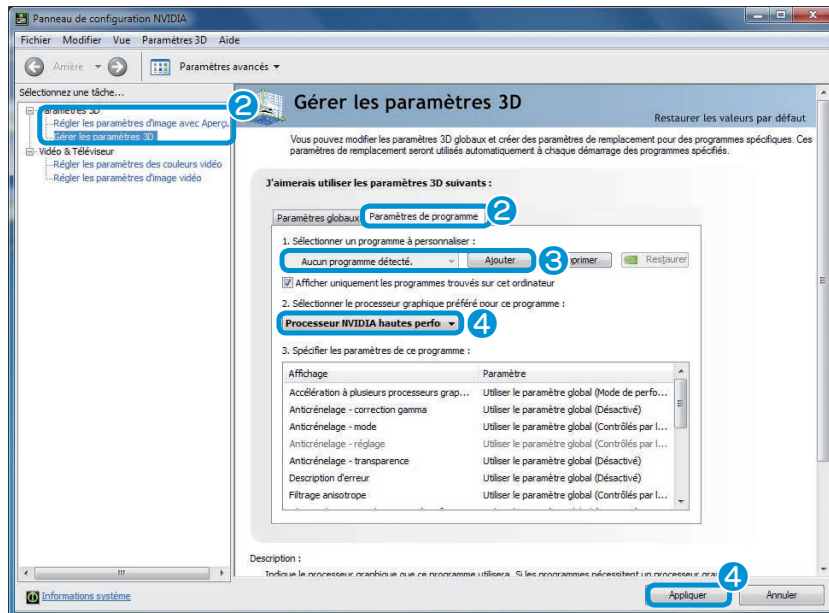 Panneau de configuration NVIDIA
Fichier Modifier Vue Paramètres 3D Aide
Arrière Paramètres avancés
Sélectionnez une tâche...
Paramètres 3D
Régler les paramètres d'image avec Aperçu
Gérer les paramètres 3D
Vidéo & Téléviseur
Régler les paramètres des couleurs vidéo
Régler les paramètres d'image vidéo
2
Gérer les paramètres 3D
Restaurer les valeurs par défaut
Vous pouvez modifier les paramètres 3D globaux et créer des paramètres de remplacement pour des programmes spécifiques. Ces
paramètres de remplacement seront utilisés automatiquement à chaque démarrage des programmes spécifiés.
J'aimerais utiliser les paramètres 3D suivants :
Paramètres globaux Paramètres de programme 2
1. Sélectionner un programme à personnaliser :
Aucun programme détecté. Ajouter 3 primer Restaurer
Afficher uniquement les programmes trouvés sur cet ordinateur
2. Sélectionner le processeur graphique préféré pour ce programme :
Processeur NVIDIA hautes perfo 4
3. Spécifier les paramètres de ce programme :
Affichage Paramètre
Accélération à plusieurs processeurs grap... Utiliser le paramètre global (Mode de perfo...
Anticrénelage - correction gamma Utiliser le paramètre global (Désactivé)
Anticrénelage - mode Utiliser le paramètre global (Contrôlés par l...
Anticrénelage - réglage Utiliser le paramètre global (Contrôlés par l...
Anticrénelage - transparence Utiliser le paramètre global (Désactivé)
Description d'erreur Utiliser le paramètre global (Désactivé)
Filtrage anisotrope Utiliser le paramètre global (Contrôlés par l...
Description :
Indique le processeur graphique que ce programme utilisera. Si les programmes nécessitent un processeur
4
Informations système
Appliquer Annuler